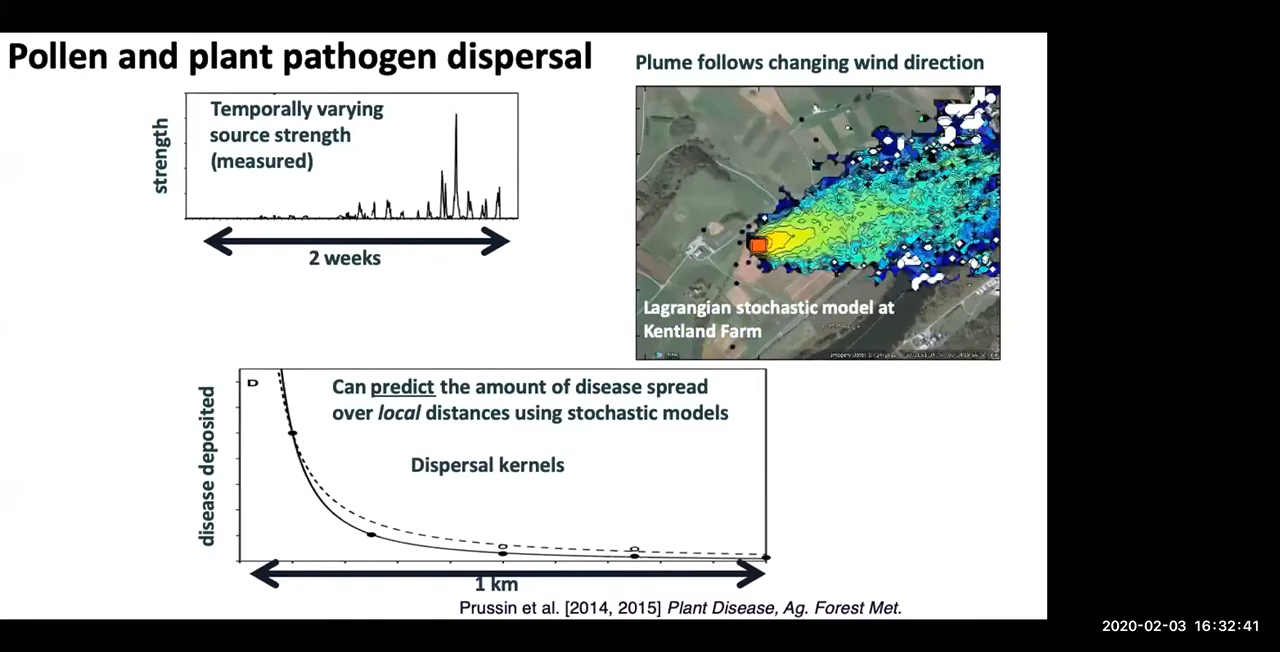 Pollen and plant pathogen dispersal
Plume follows changing wind direction
Temporally varying
source strength
(measured)
strength
2 weeks
Lagrangian stochastic model at
Kentland Farm
D
Can predict the amount of disease spread
over local distances using stochastic models
Dispersal kernels
disease deposited
1 km
Prussin et al. [2014, 2015] Plant Disease, Ag. Forest Met.
2020-02-03 16:32:41